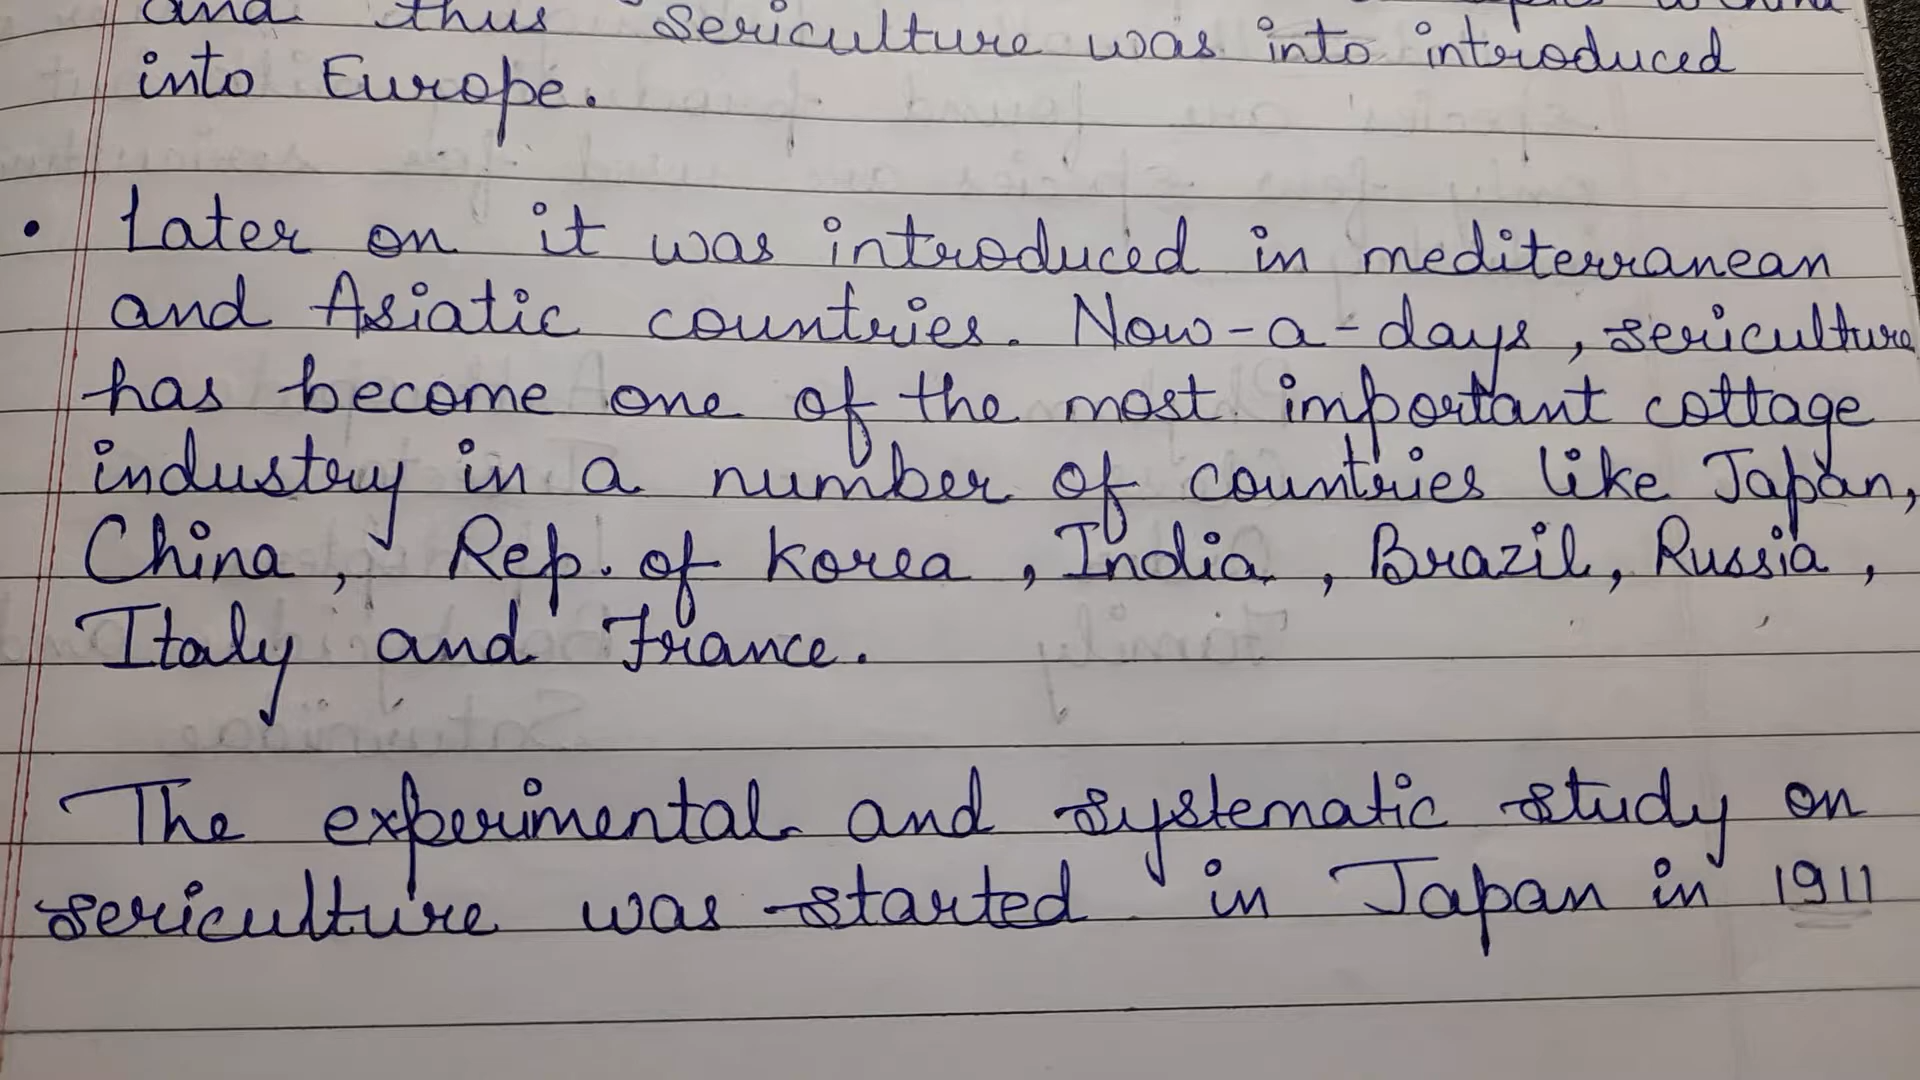 and thus sericulture was into introduced
into Europe.
• Later on it was introduced in mediterranean
and Asiatic countries. Now-a-days, sericulture
has become one of the most important cottage
industry in a number of countries like Japan,
China, Rep. of Korea, India, Brazil, Russia,
Italy and France.
The experimental and systematic study on
sericulture was started in Japan in 1911